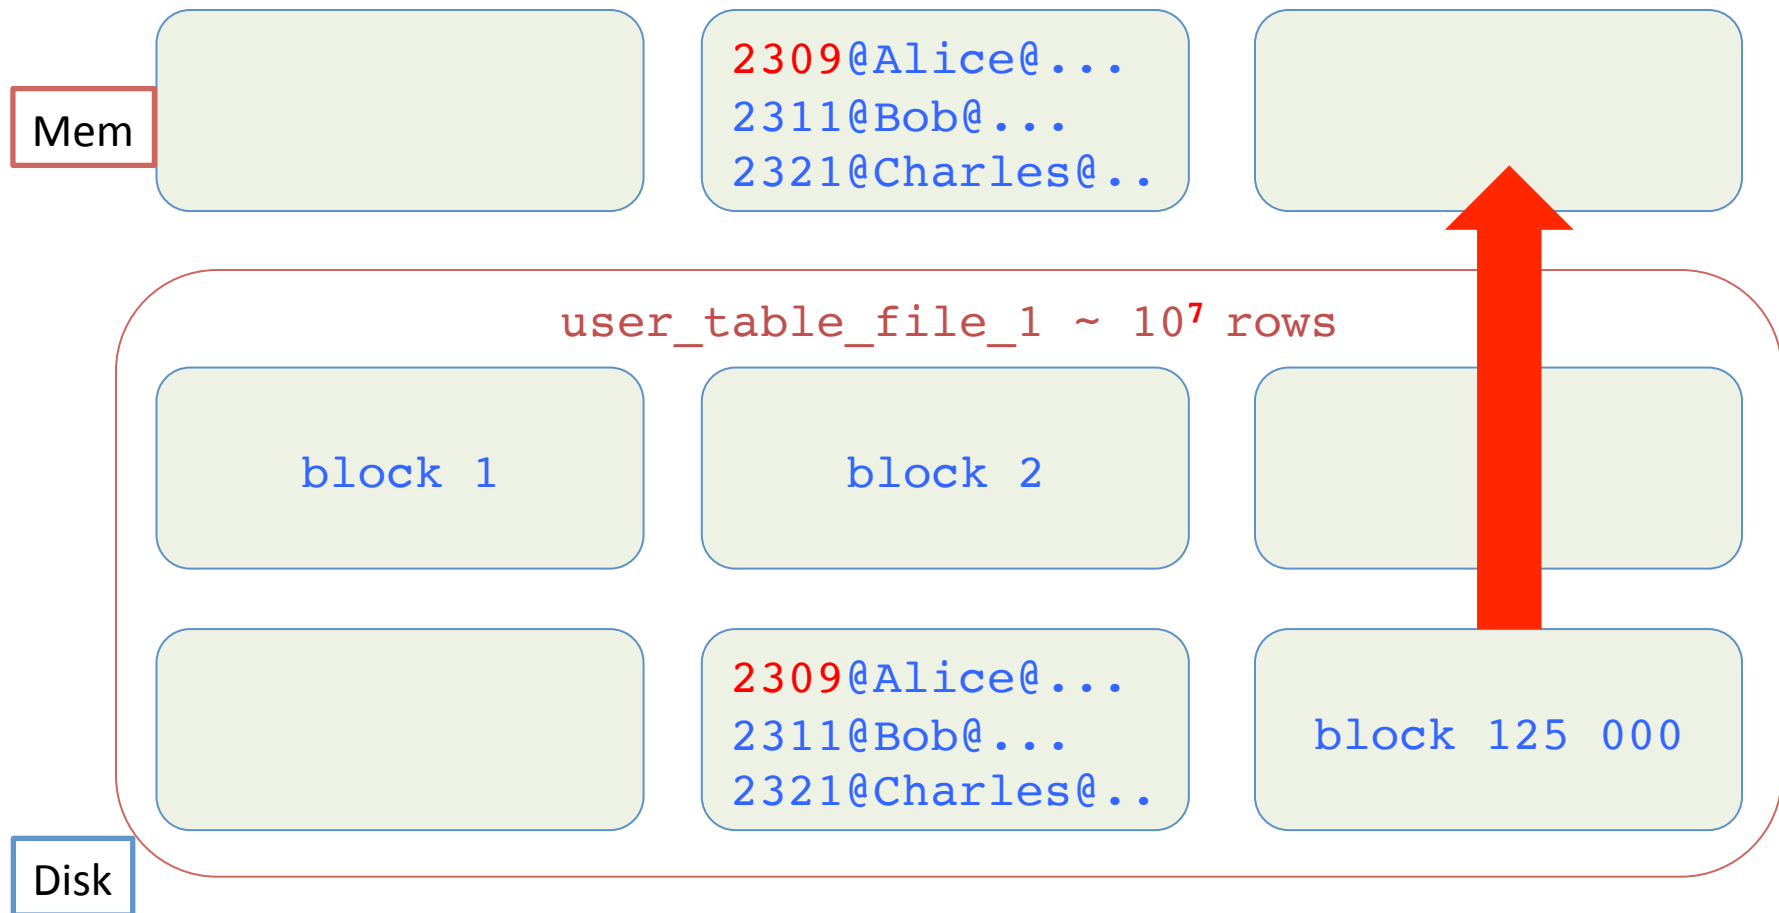 Mem
2309@Alice@...
2311@Bob@...
2321@Charles@..
user_table_file_1 ~ 10⁷ rows
block 1
block 2
2309@Alice@...
2311@Bob@...
2321@Charles@..
block 125 000
Disk